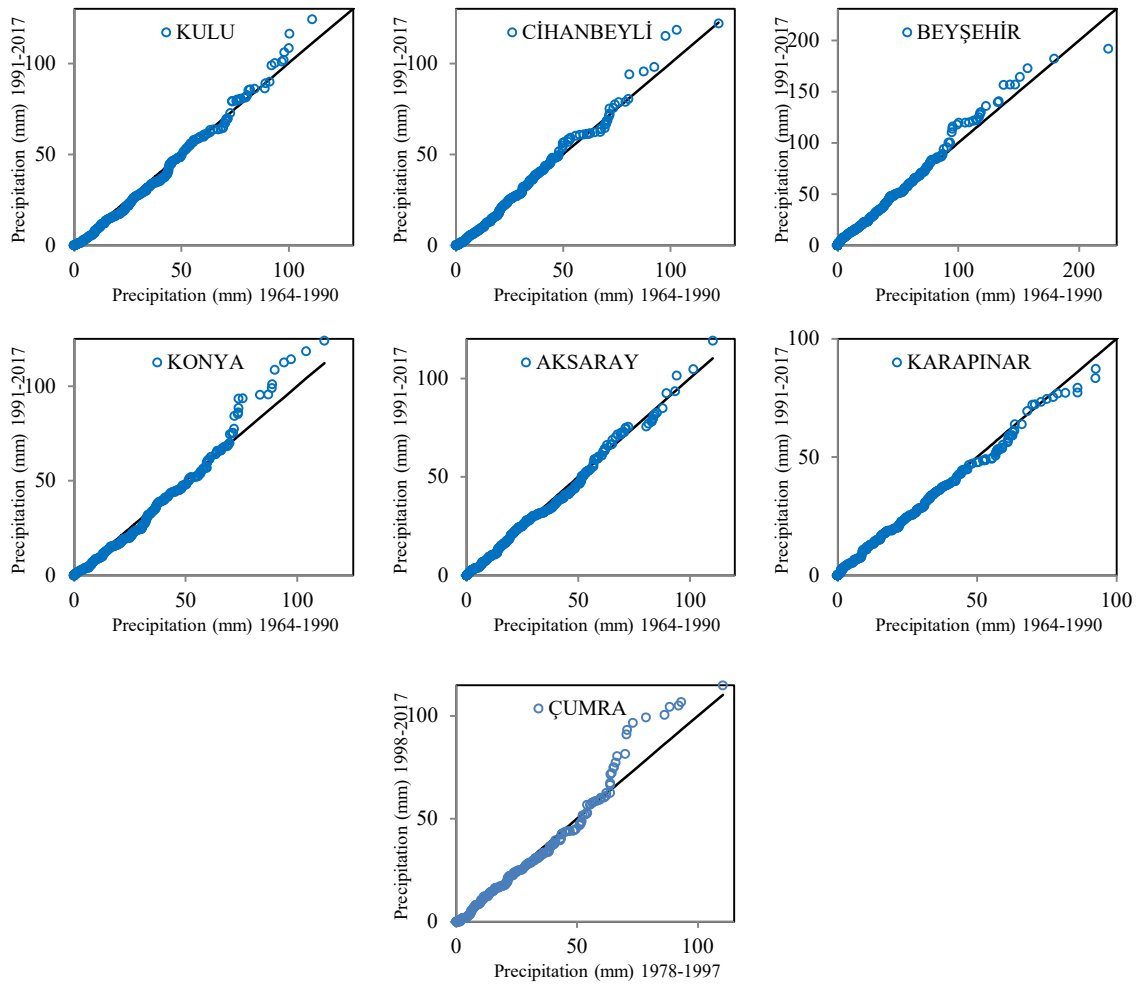 Precipitation (mm) 1991-2017
KULU
100
50
0
0 50 100
Precipitation (mm) 1964-1990
Precipitation (mm) 1991-2017
CİHANBEYLİ
100
50
0
0 50 100
Precipitation (mm) 1964-1990
Precipitation (mm) 1991-2017
BEYŞEHİR
200
150
100
50
0
0 100 200
Precipitation (mm) 1964-1990
Precipitation (mm) 1991-2017
KONYA
100
50
0
0 50 100
Precipitation (mm) 1964-1990
Precipitation (mm) 1991-2017
AKSARAY
100
50
0
0 50 100
Precipitation (mm) 1964-1990
Precipitation (mm) 1991-2017
KARAPINAR
100
50
0
0 50 100
Precipitation (mm) 1964-1990
Precipitation (mm) 1998-2017
ÇUMRA
100
50
0
0 50 100
Precipitation (mm) 1978-1997